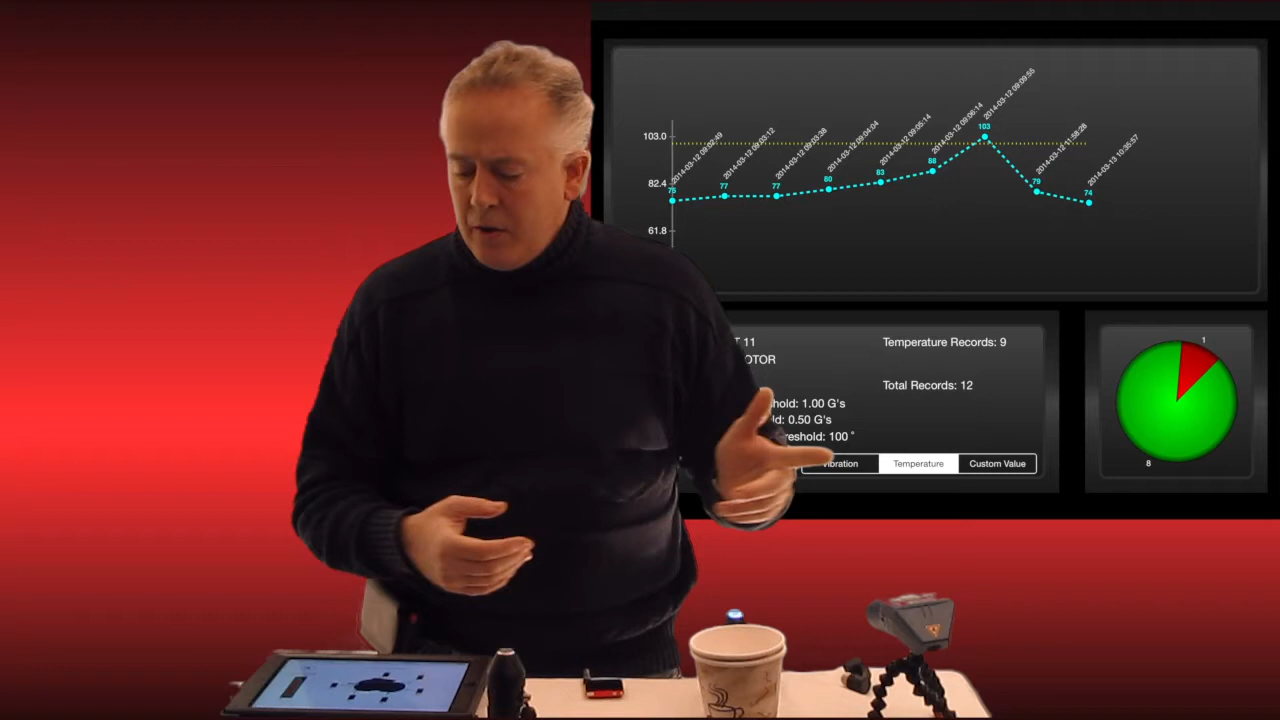 2014-03-12 09:09:55
103.0
2014-03-12 09:02:49
2014-03-12 09:03:12
2014-03-12 09:03:38
2014-03-12 09:04:04
2014-03-12 09:05:14
2014-03-12 09:06:14
103
2014-03-12 11:58:28
2014-03-13 10:35:57
82.4
75
77
77
80
83
88
79
74
61.8
T 11
OTOR
Temperature Records: 9
Total Records: 12
hold: 1.00 G's
ld: 0.50 G's
reshold: 100 °
Vibration
Temperature
Custom Value
1
8